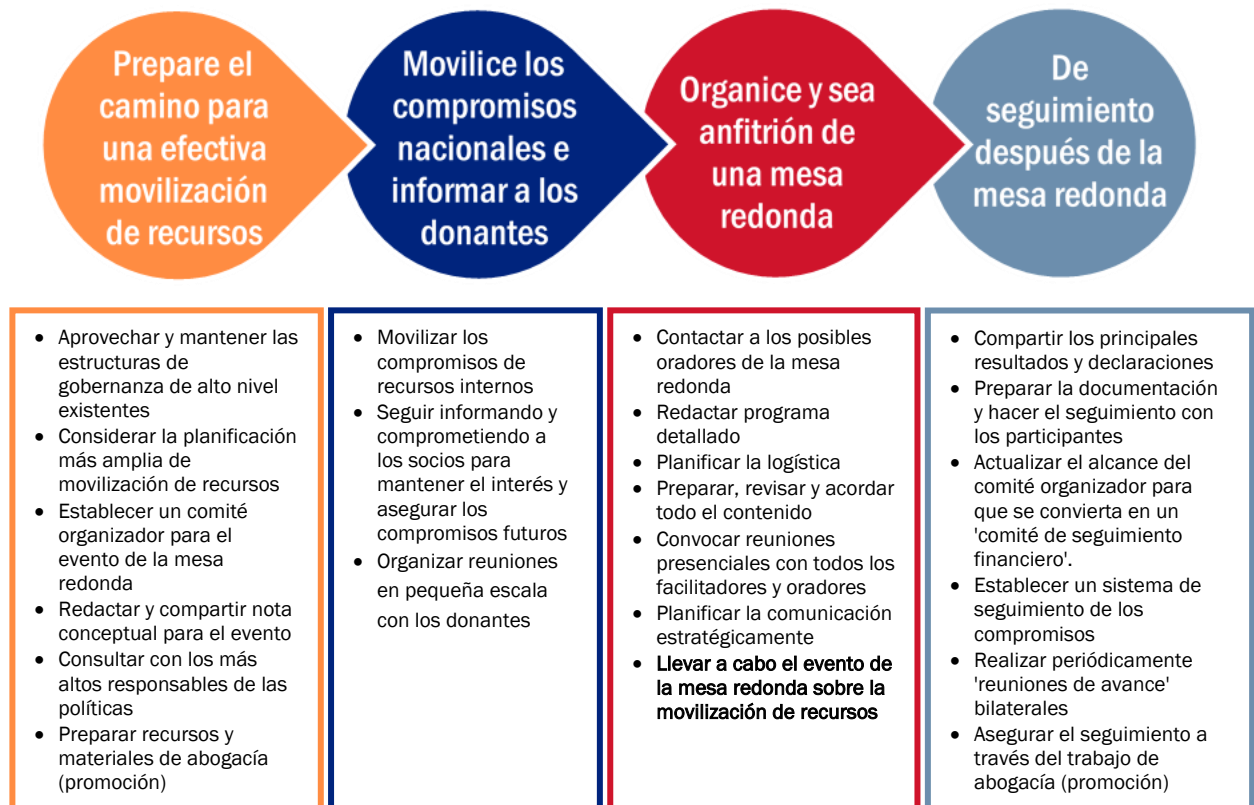 Prepare el
camino para
una efectiva
movilización
de recursos
Movilice los
compromisos
nacionales e
informar a los
donantes
Organice y sea
anfitrión de
una mesa
redonda
De
seguimiento
después de la
mesa redonda
• Aprovechar y mantener las
estructuras de
gobernanza de alto nivel
existentes
• Considerar la planificación
más amplia de
movilización de recursos
• Establecer un comité
organizador para el
evento de la mesa
redonda
• Redactar y compartir nota
conceptual para el evento
• Consultar con los más
altos responsables de las
políticas
• Preparar recursos y
materiales de abogacía
(promoción)
• Movilizar los
compromisos de
recursos internos
• Seguir informando y
comprometiendo a
los socios para
mantener el interés y
asegurar los
compromisos futuros
• Organizar reuniones
en pequeña escala
con los donantes
• Contactar a los posibles
oradores de la mesa
redonda
• Redactar programa
detallado
• Planificar la logística
• Preparar, revisar y acordar
todo el contenido
• Convocar reuniones
presenciales con todos los
facilitadores y oradores
• Planificar la comunicación
estratégicamente
• Llevar a cabo el evento de
la mesa redonda sobre la
movilización de recursos
• Compartir los principales
resultados y declaraciones
• Preparar la documentación
y hacer el seguimiento con
los participantes
• Actualizar el alcance del
comité organizador para
que se convierta en un
'comité de seguimiento
financiero'.
• Establecer un sistema de
seguimiento de los
compromisos
• Realizar periódicamente
'reuniones de avance'
bilaterales
• Asegurar el seguimiento a
través del trabajo de
abogacía (promoción)